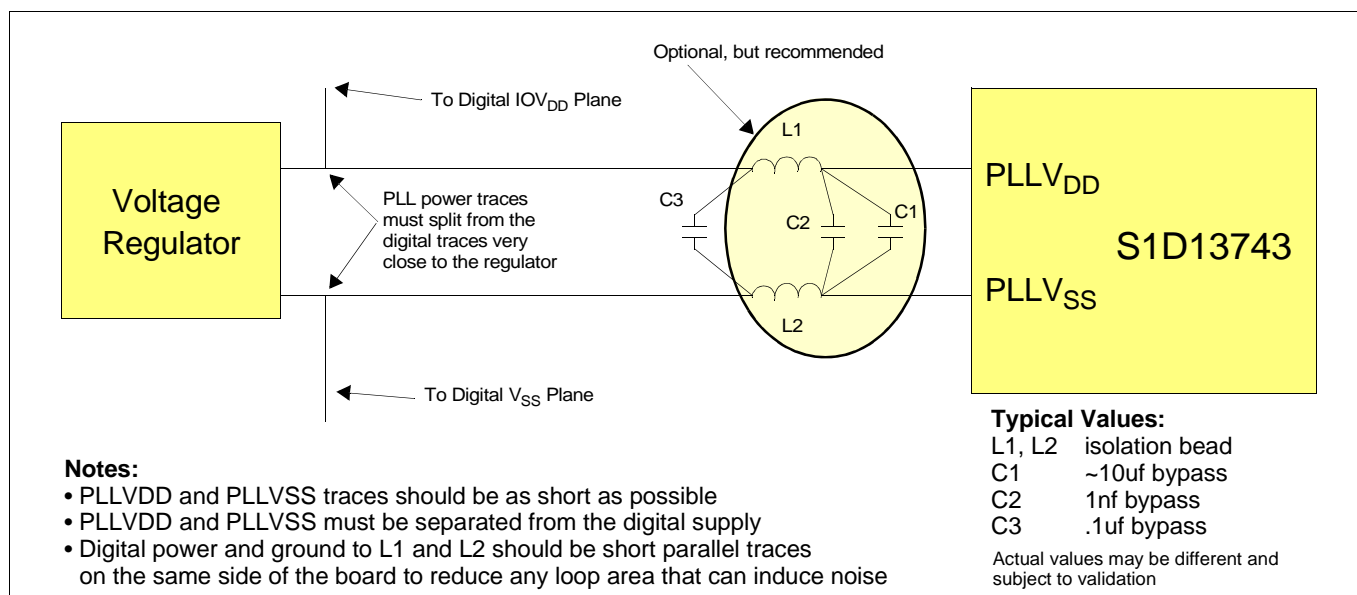 Optional, but recommended
To Digital IOVDD Plane
L1
Voltage
Regulator
PLL power traces
must split from the
digital traces very
close to the regulator
C3
C2
C1
PLLVDD
S1D13743
PLLVSS
L2
To Digital VSS Plane
Typical Values:
L1, L2 isolation bead
C1 ~10uf bypass
C2 1nf bypass
C3 .1uf bypass
Actual values may be different and
subject to validation
Notes:
• PLLVDD and PLLVSS traces should be as short as possible
• PLLVDD and PLLVSS must be separated from the digital supply
• Digital power and ground to L1 and L2 should be short parallel traces
on the same side of the board to reduce any loop area that can induce noise